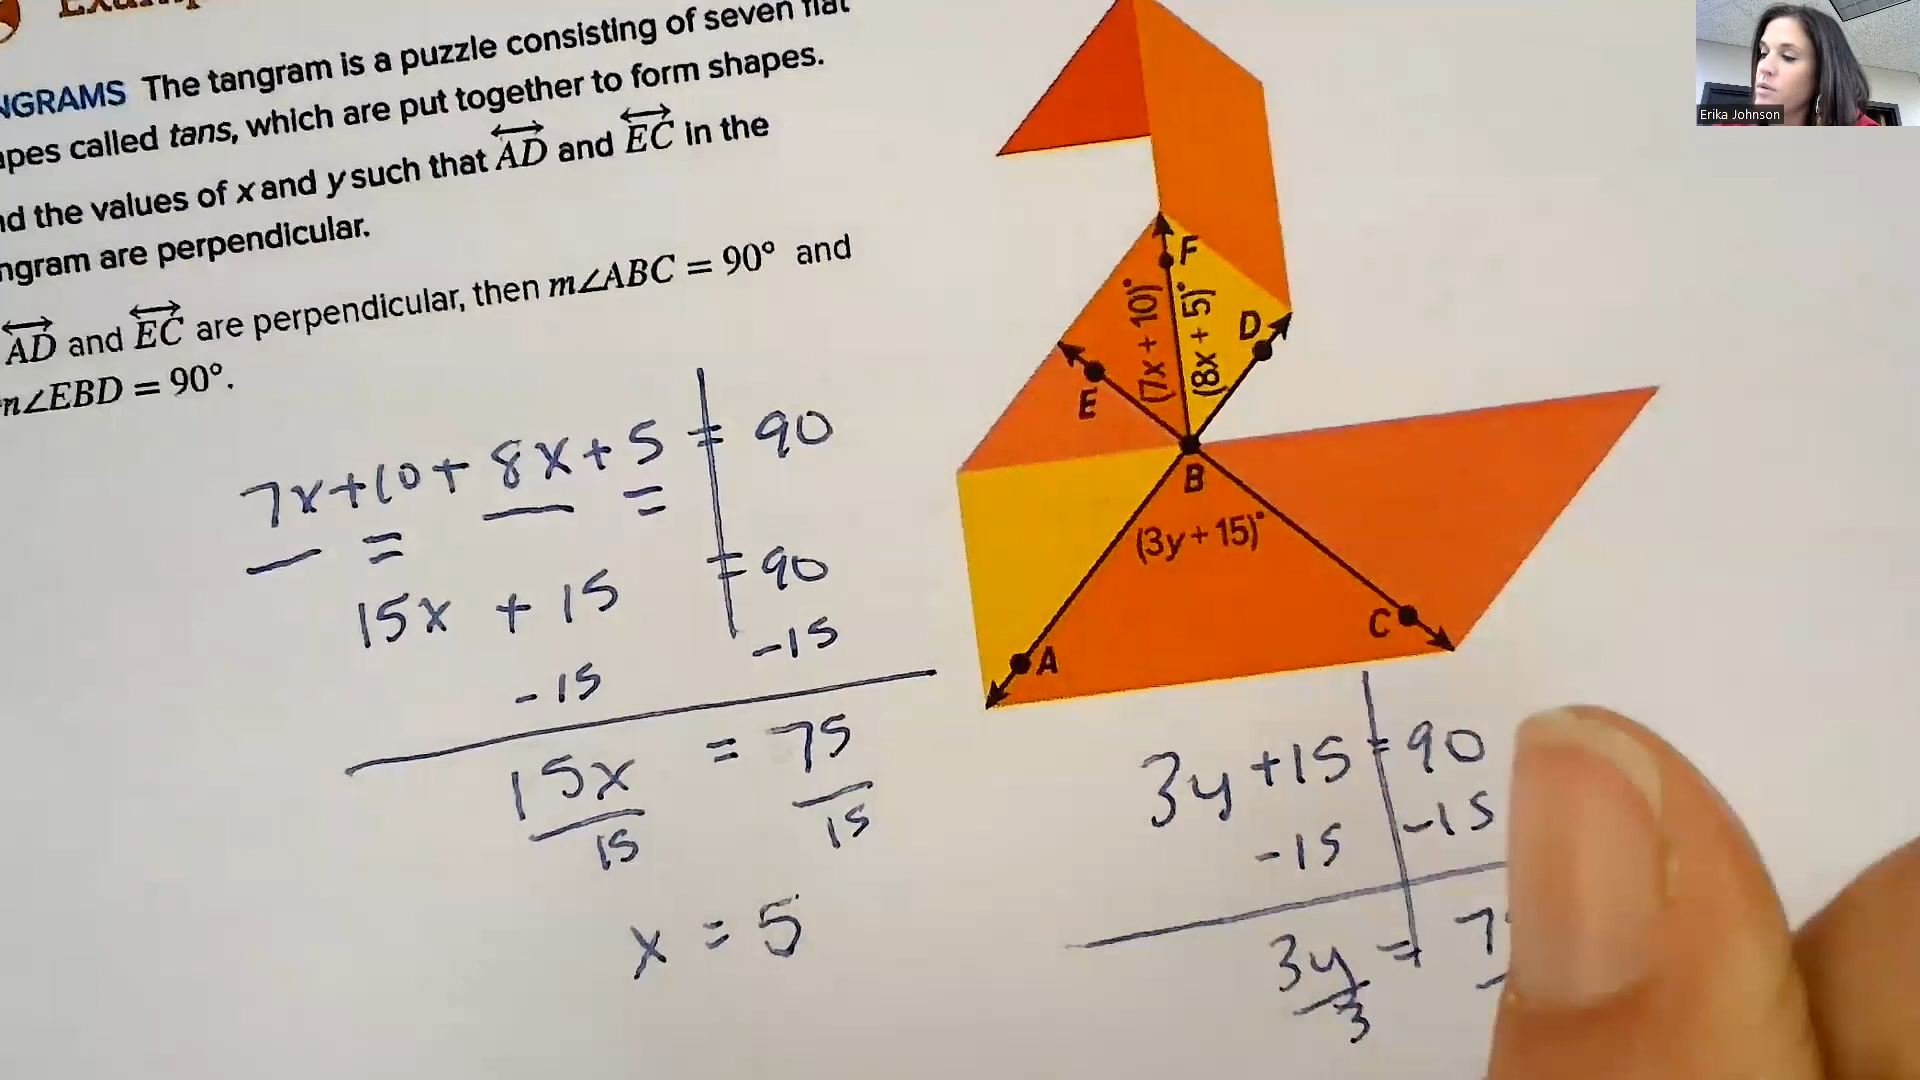 NGRAMS The tangram is a puzzle consisting of seven flat
apes called tans, which are put together to form shapes.
nd the values of x and y such that AD and EC in the
ngram are perpendicular.
AD and EC are perpendicular, then m∠ABC = 90° and
m∠EBD = 90°.
7x+10+8x+5 = 90
15x + 15 = 90
-15 -15
15x = 75
15 15
x = 5
F
(7x + 10)°
(8x + 5)°
D
E
B
(3y + 15)°
C
A
3y+15 = 90
-15 -15
3y = 7
3
Erika Johnson